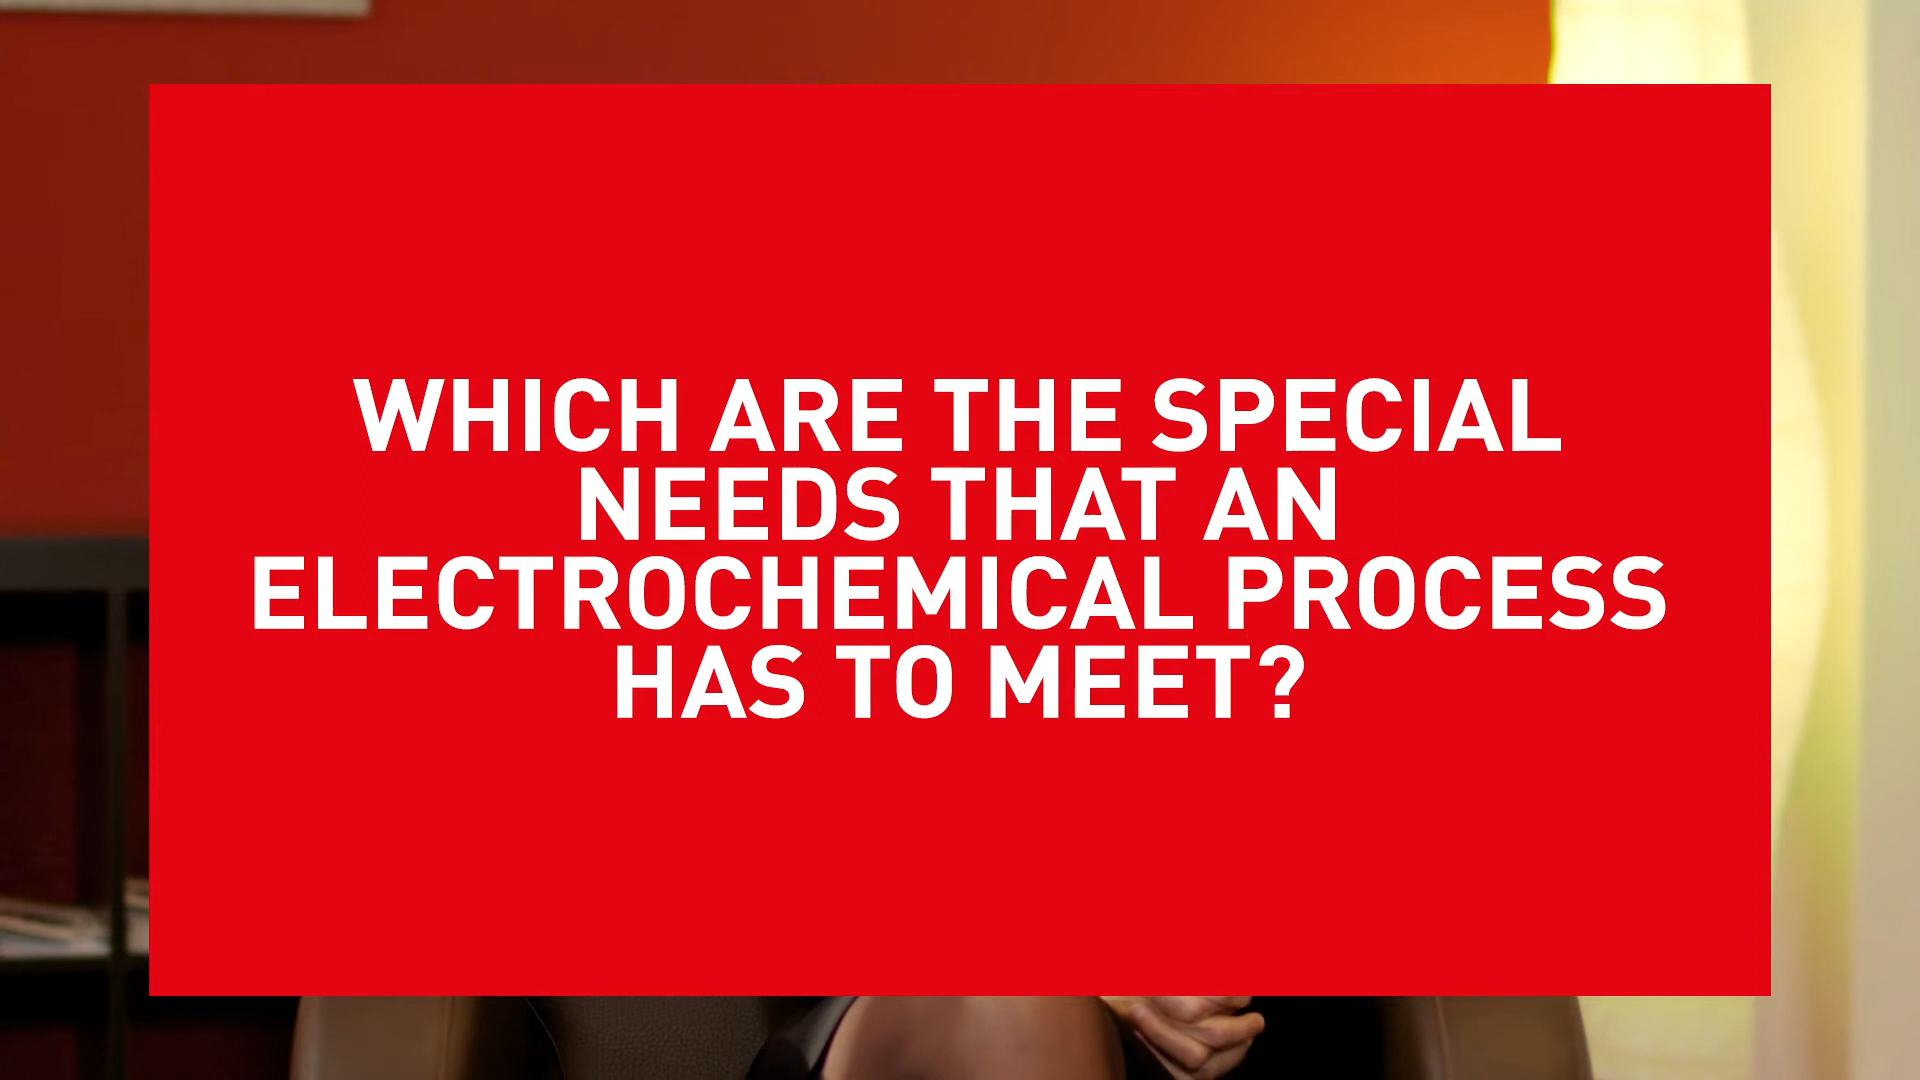 WHICH ARE THE SPECIAL
NEEDS THAT AN
ELECTROCHEMICAL PROCESS
HAS TO MEET?